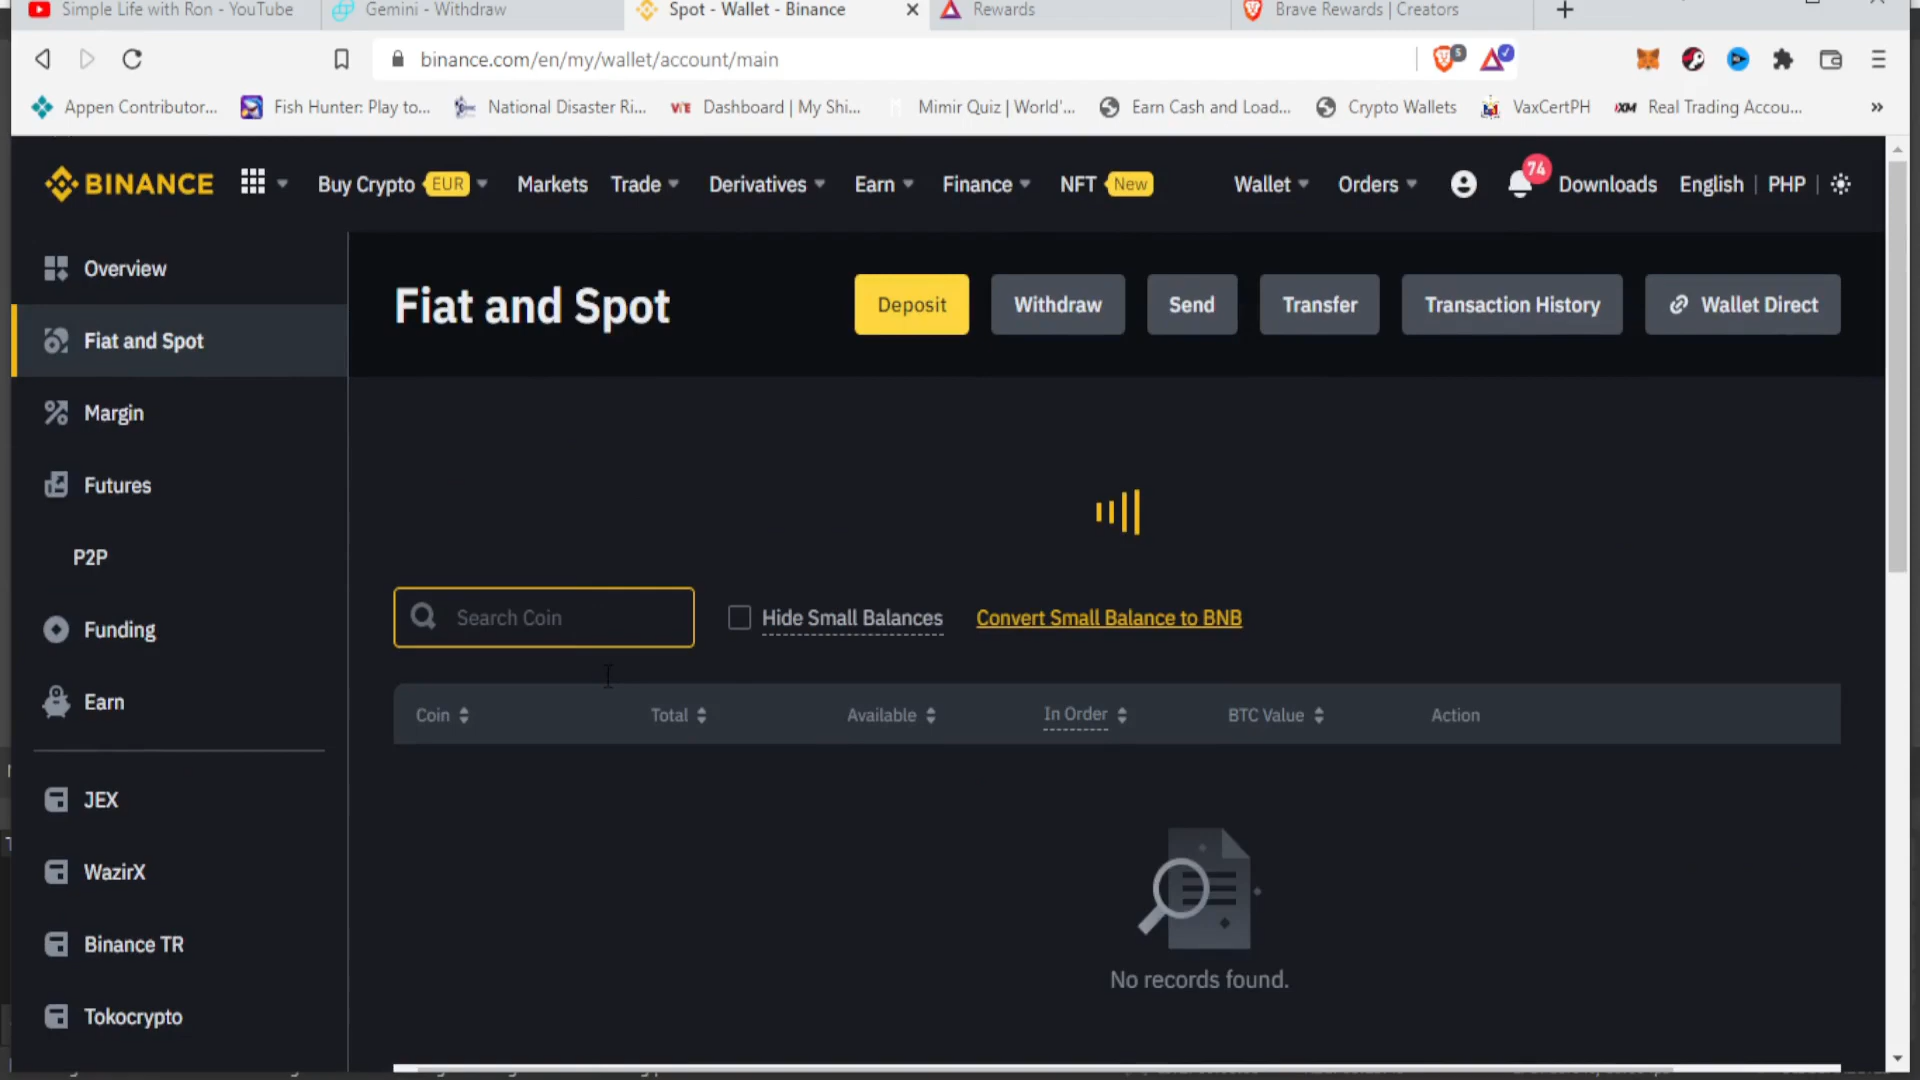 Simple Life with Ron - YouTube
Gemini - Withdraw
Spot - Wallet - Binance
Rewards
Brave Rewards | Creators
binance.com/en/my/wallet/account/main
5
Appen Contributor...
Fish Hunter: Play to...
National Disaster Ri...
Dashboard | My Shi...
Mimir Quiz | World'...
Earn Cash and Load...
Crypto Wallets
VaxCertPH
XM
Real Trading Accou...
»
BINANCE
Buy Crypto EUR
Markets
Trade
Derivatives
Earn
Finance
NFT New
Wallet
Orders
74
Downloads
English | PHP
Overview
Fiat and Spot
Margin
Futures
P2P
Funding
Earn
JEX
WazirX
Binance TR
Tokocrypto
Fiat and Spot
Deposit
Withdraw
Send
Transfer
Transaction History
Wallet Direct
Search Coin
Hide Small Balances
Convert Small Balance to BNB
Coin
Total
Available
In Order
BTC Value
Action
No records found.